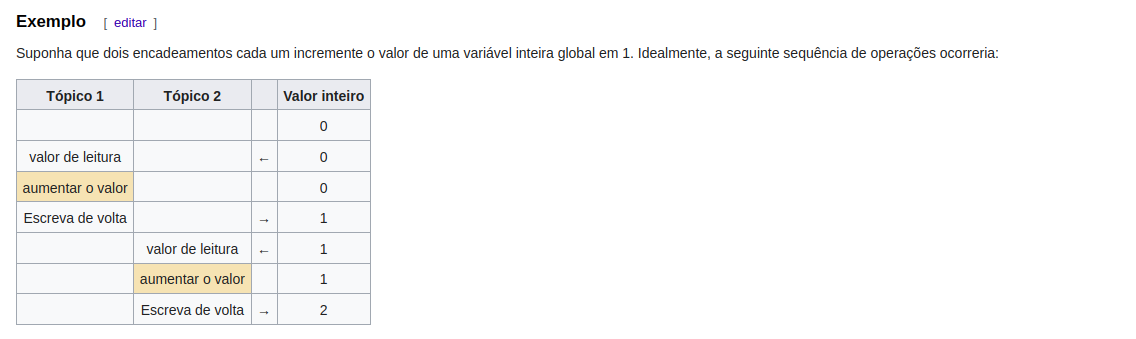 Exemplo [ editar ]
Suponha que dois encadeamentos cada um incremente o valor de uma variável inteira global em 1. Idealmente, a seguinte sequência de operações ocorreria:
Tópico 1 Tópico 2 Valor inteiro
0
valor de leitura ← 0
aumentar o valor 0
Escreva de volta → 1
valor de leitura ← 1
aumentar o valor 1
Escreva de volta → 2